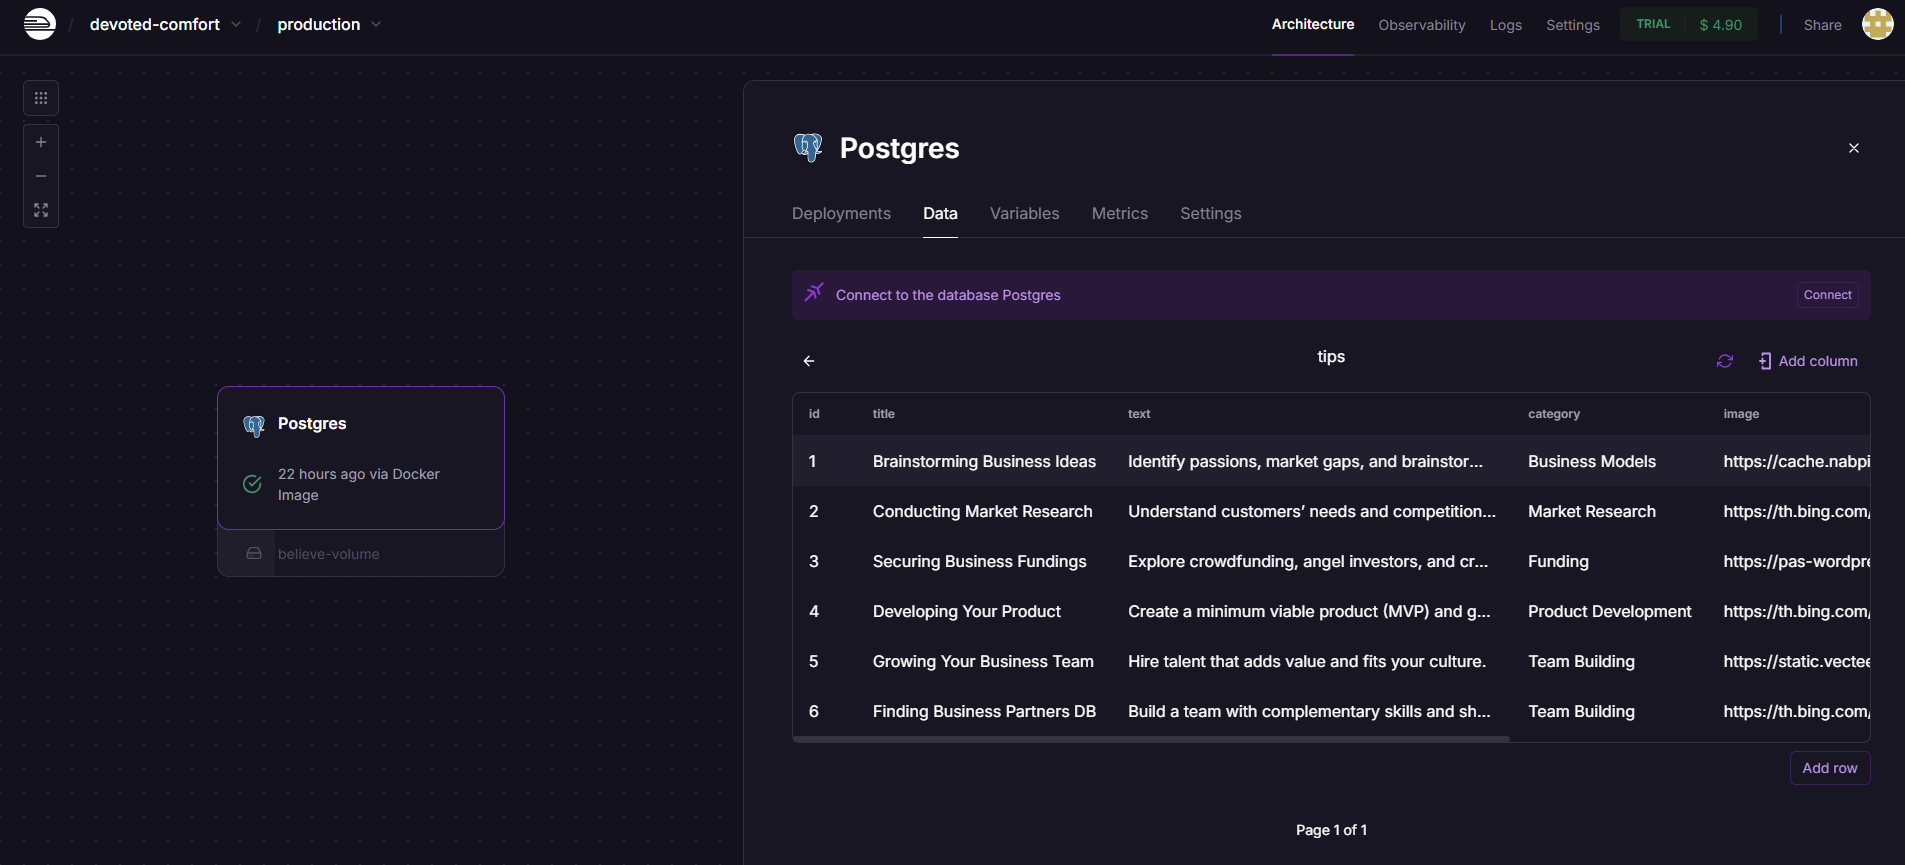 / devoted-comfort / production
Architecture Observability Logs Settings TRIAL $ 4.90 Share
Postgres
22 hours ago via Docker
Image
believe-volume
Postgres
Deployments Data Variables Metrics Settings
Connect to the database Postgres Connect
tips Add column
id title text category image
1 Brainstorming Business Ideas Identify passions, market gaps, and brainstor... Business Models https://cache.nabpi
2 Conducting Market Research Understand customers’ needs and competition... Market Research https://th.bing.com/
3 Securing Business Fundings Explore crowdfunding, angel investors, and cr... Funding https://pas-wordpre
4 Developing Your Product Create a minimum viable product (MVP) and g... Product Development https://th.bing.com/
5 Growing Your Business Team Hire talent that adds value and fits your culture. Team Building https://static.vectee
6 Finding Business Partners DB Build a team with complementary skills and sh... Team Building https://th.bing.com/
Add row
Page 1 of 1